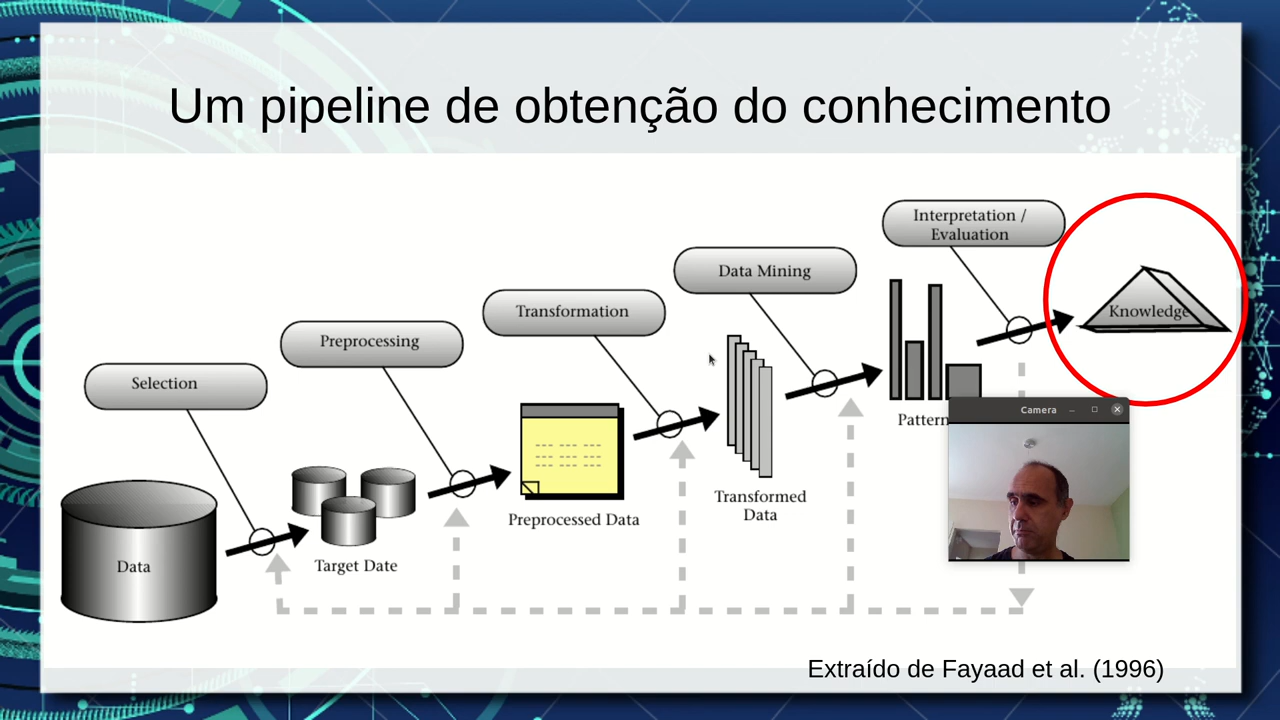 Um pipeline de obtenção do conhecimento
Interpretation /
Evaluation
Data Mining
Knowledge
Transformation
Preprocessing
Selection
Pattern
Camera
Transformed
Data
Preprocessed Data
Data
Target Date
Extraído de Fayaad et al. (1996)